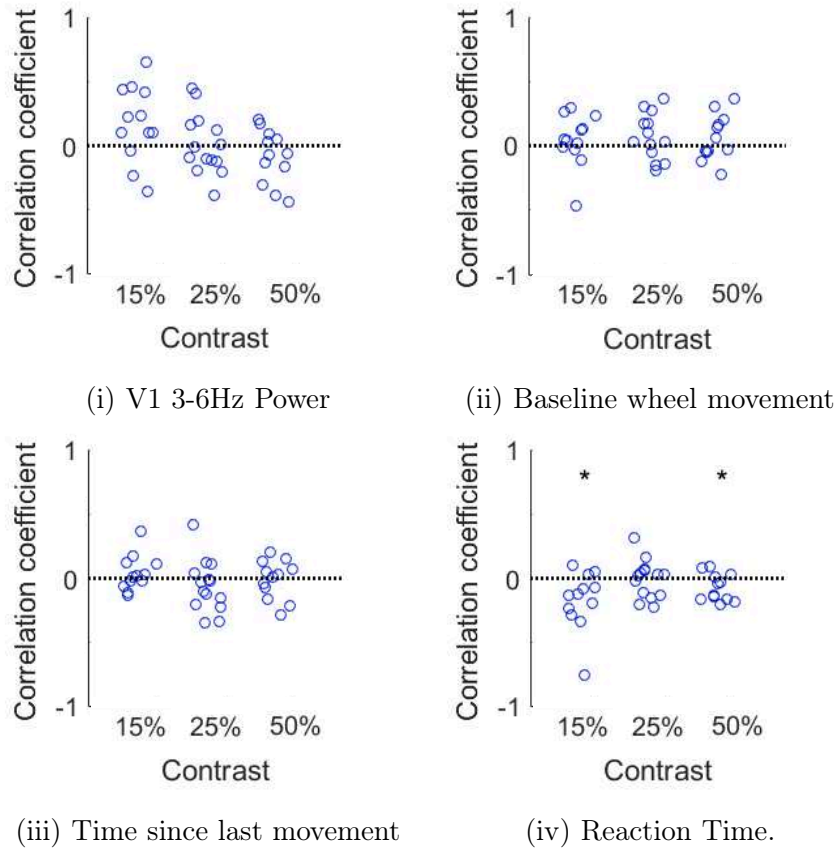 Correlation coefficient
1
0
-1
15% 25% 50%
Contrast
(i) V1 3-6Hz Power
Correlation coefficient
1
0
-1
15% 25% 50%
Contrast
(ii) Baseline wheel movement
Correlation coefficient
1
0
-1
15% 25% 50%
Contrast
(iii) Time since last movement
Correlation coefficient
1
0
-1
* *
15% 25% 50%
Contrast
(iv) Reaction Time.